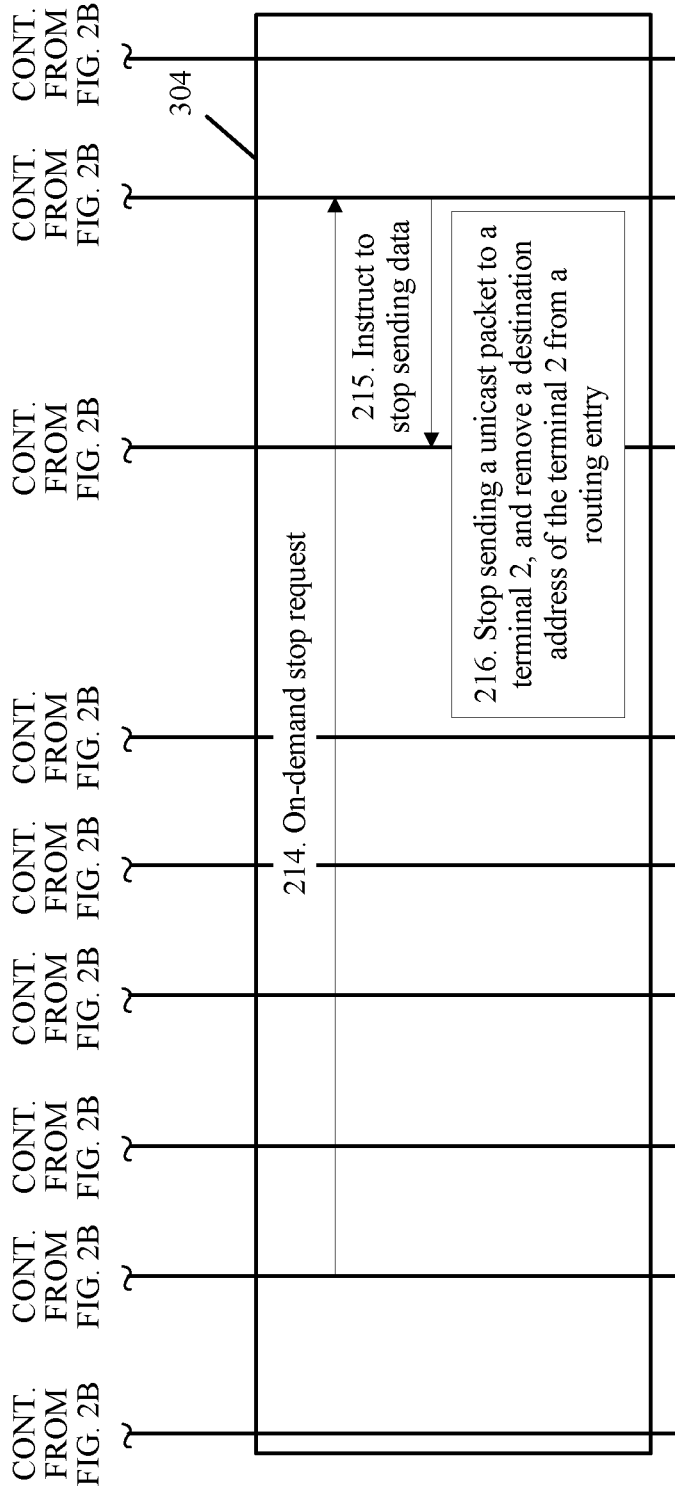 CONT.
FROM
FIG. 2B
CONT.
FROM
FIG. 2B
CONT.
FROM
FIG. 2B
CONT.
FROM
FIG. 2B
CONT.
FROM
FIG. 2B
CONT.
FROM
FIG. 2B
CONT.
FROM
FIG. 2B
CONT.
FROM
FIG. 2B
CONT.
FROM
FIG. 2B
304
214. On-demand stop request
215. Instruct to
stop sending data
216. Stop sending a unicast packet to a
terminal 2, and remove a destination
address of the terminal 2 from a
routing entry